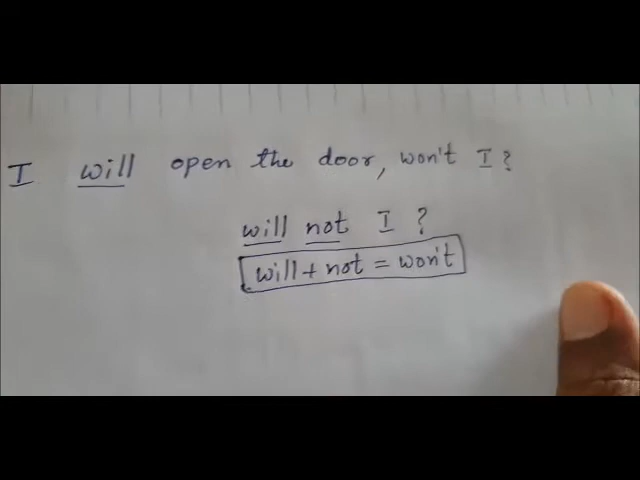 I will open the door, won't I?
will not I ?
will + not = won't